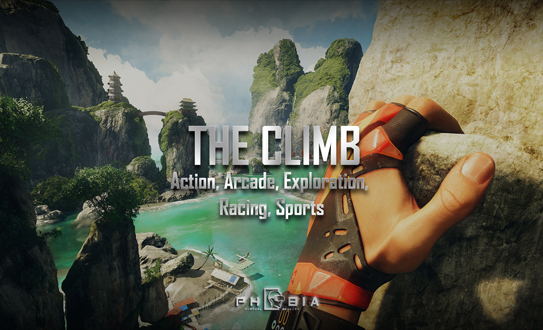 THE CLIMB
Action, Arcade, Exploration,
Racing, Sports
PHOBIA